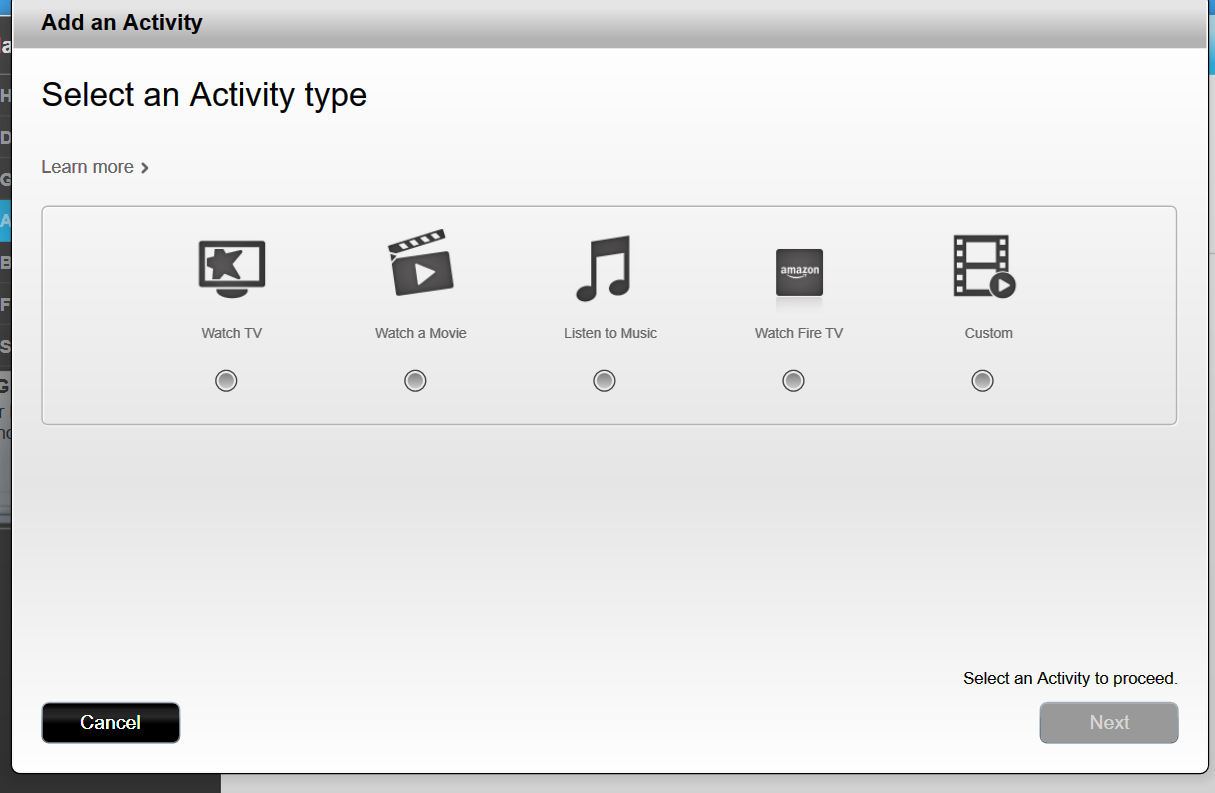 Add an Activity
Select an Activity type
Learn more
amazon
Watch TV
Watch a Movie
Listen to Music
Watch Fire TV
Custom
Select an Activity to proceed.
Cancel
Next